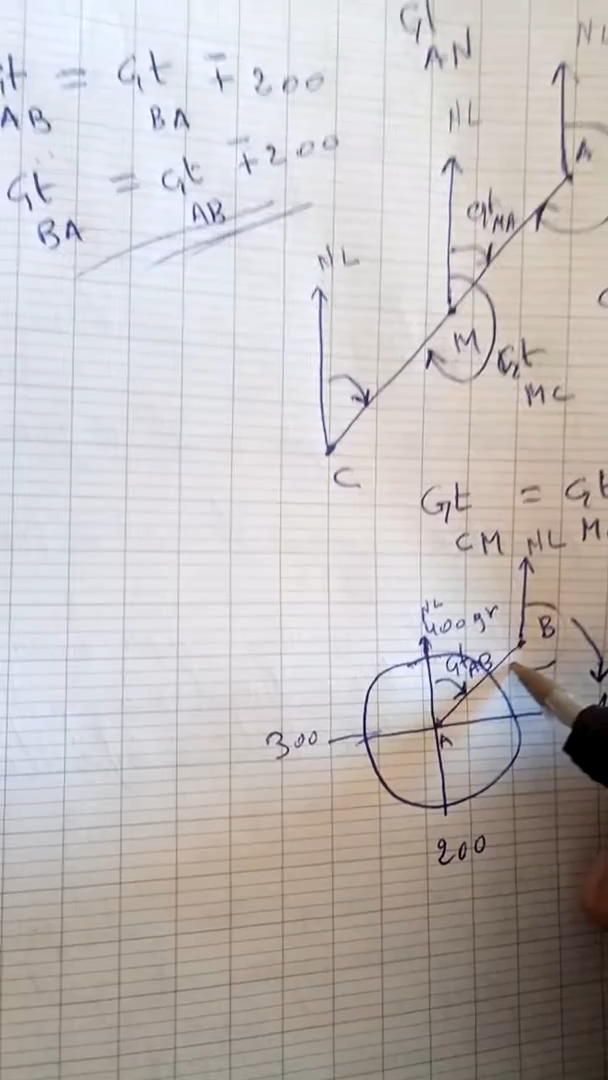 Gt = Gt ∓ 200
AB BA
Gt = Gt ∓ 200
BA AB
Gt
AN
NL
NL
A
Gt MA
NL
M
Gt
MC
C
Gt = Gt
CM
NL
B
NL
400gr
Gt AB
A
300
200